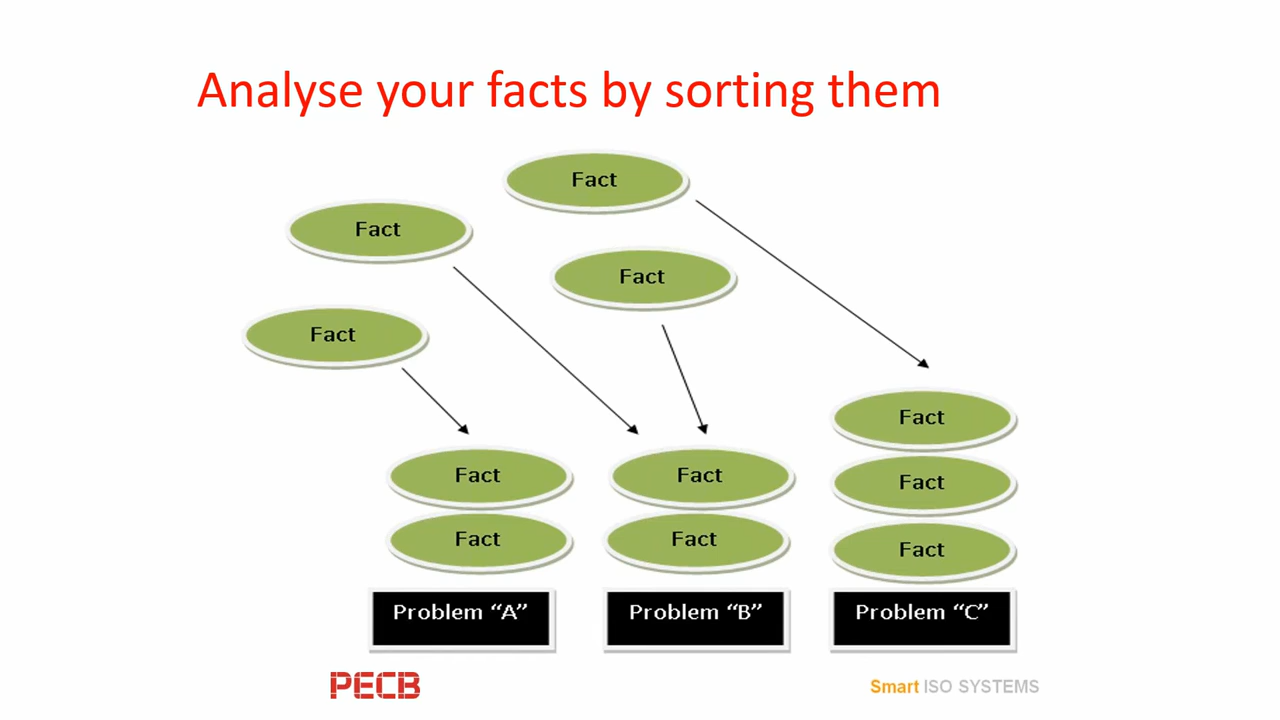 Analyse your facts by sorting them
Fact
Fact
Fact
Fact
Fact
Fact
Fact
Fact
Fact
Fact
Fact
Problem “A”
Problem “B”
Problem “C”
PECB
Smart ISO SYSTEMS